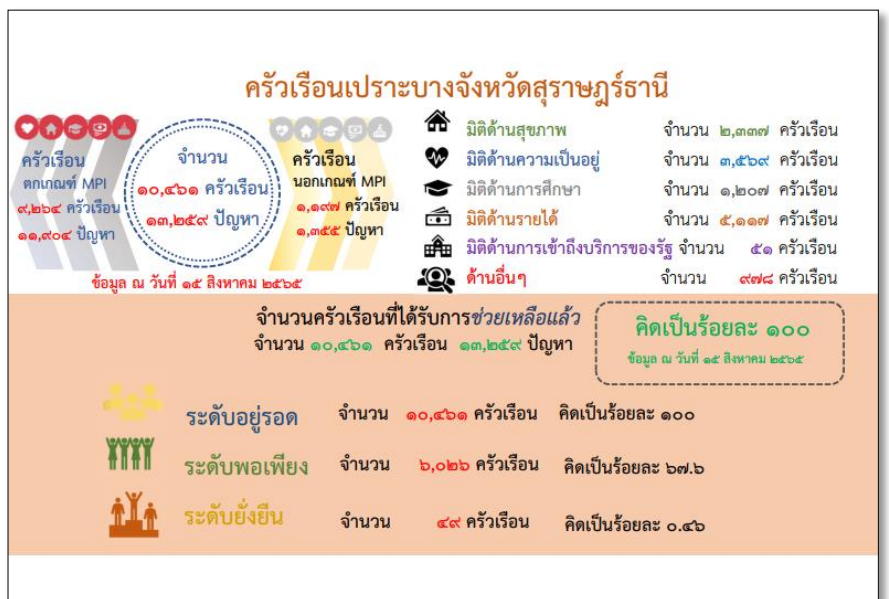 ครัวเรือนเปราะบางจังหวัดสุราษฎร์ธานี
ครัวเรือน
ตกเกณฑ์ MPI
๙,๒๖๔ ครัวเรือน
๑๑,๙๐๔ ปัญหา
จำนวน
๑๐,๔๖๑ ครัวเรือน
๑๓,๒๕๙ ปัญหา
ครัวเรือน
นอกเกณฑ์ MPI
๑,๑๙๗ ครัวเรือน
๑,๓๕๕ ปัญหา
ข้อมูล ณ วันที่ ๑๕ สิงหาคม ๒๕๖๕
มิติด้านสุขภาพ จำนวน ๒,๓๓๗ ครัวเรือน
มิติด้านความเป็นอยู่ จำนวน ๓,๕๖๙ ครัวเรือน
มิติด้านการศึกษา จำนวน ๑,๒๐๗ ครัวเรือน
มิติด้านรายได้ จำนวน ๕,๑๑๗ ครัวเรือน
มิติด้านการเข้าถึงบริการของรัฐ จำนวน ๕๑ ครัวเรือน
ด้านอื่นๆ จำนวน ๙๗๘ ครัวเรือน
จำนวนครัวเรือนที่ได้รับการช่วยเหลือแล้ว
จำนวน ๑๐,๔๖๑ ครัวเรือน ๑๓,๒๕๙ ปัญหา
คิดเป็นร้อยละ ๑๐๐
ข้อมูล ณ วันที่ ๑๕ สิงหาคม ๒๕๖๕
ระดับอยู่รอด จำนวน ๑๐,๔๖๑ ครัวเรือน คิดเป็นร้อยละ ๑๐๐
ระดับพอเพียง จำนวน ๖,๐๒๖ ครัวเรือน คิดเป็นร้อยละ ๖๗.๖
ระดับยั่งยืน จำนวน ๔๙ ครัวเรือน คิดเป็นร้อยละ ๐.๔๖